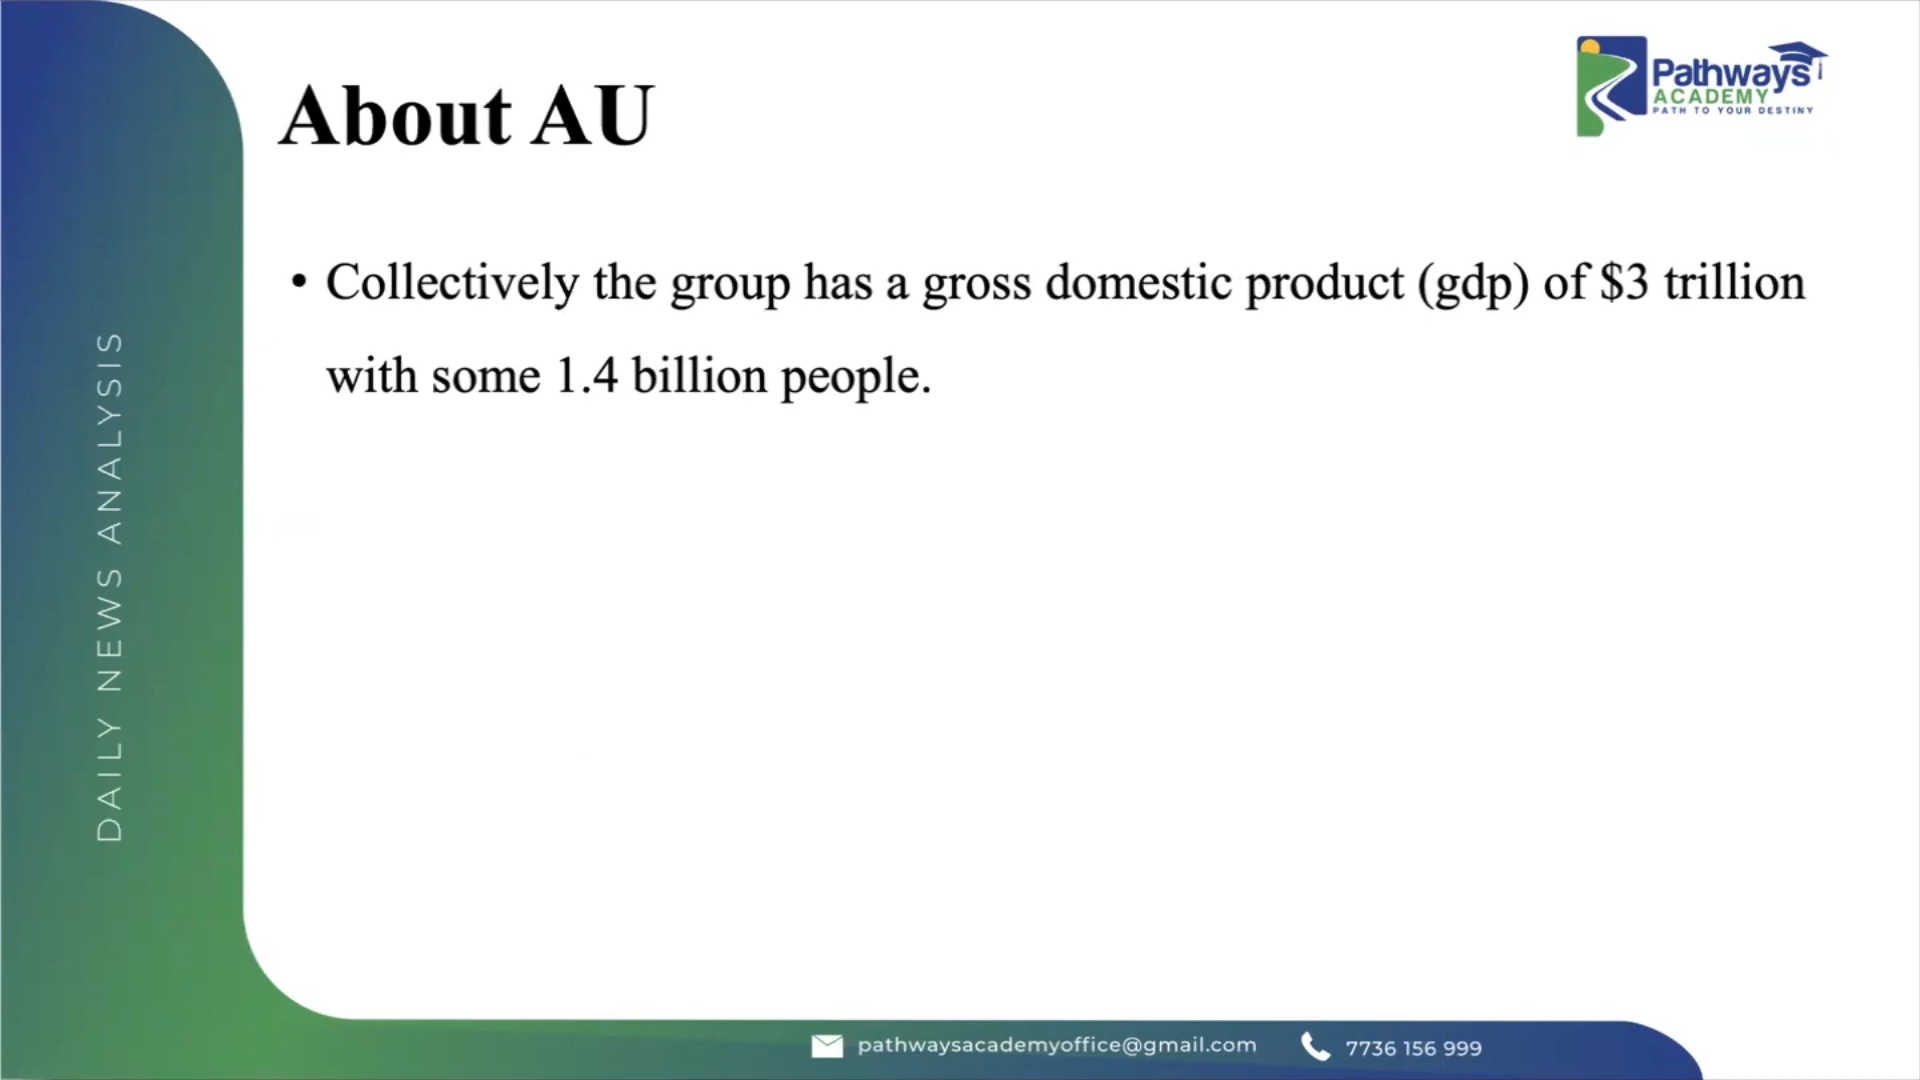 Pathways
ACADEMY
PATH TO YOUR DESTINY
About AU
• Collectively the group has a gross domestic product (gdp) of $3 trillion
with some 1.4 billion people.
DAILY NEWS ANALYSIS
pathwaysacademyoffice@gmail.com
7736 156 999